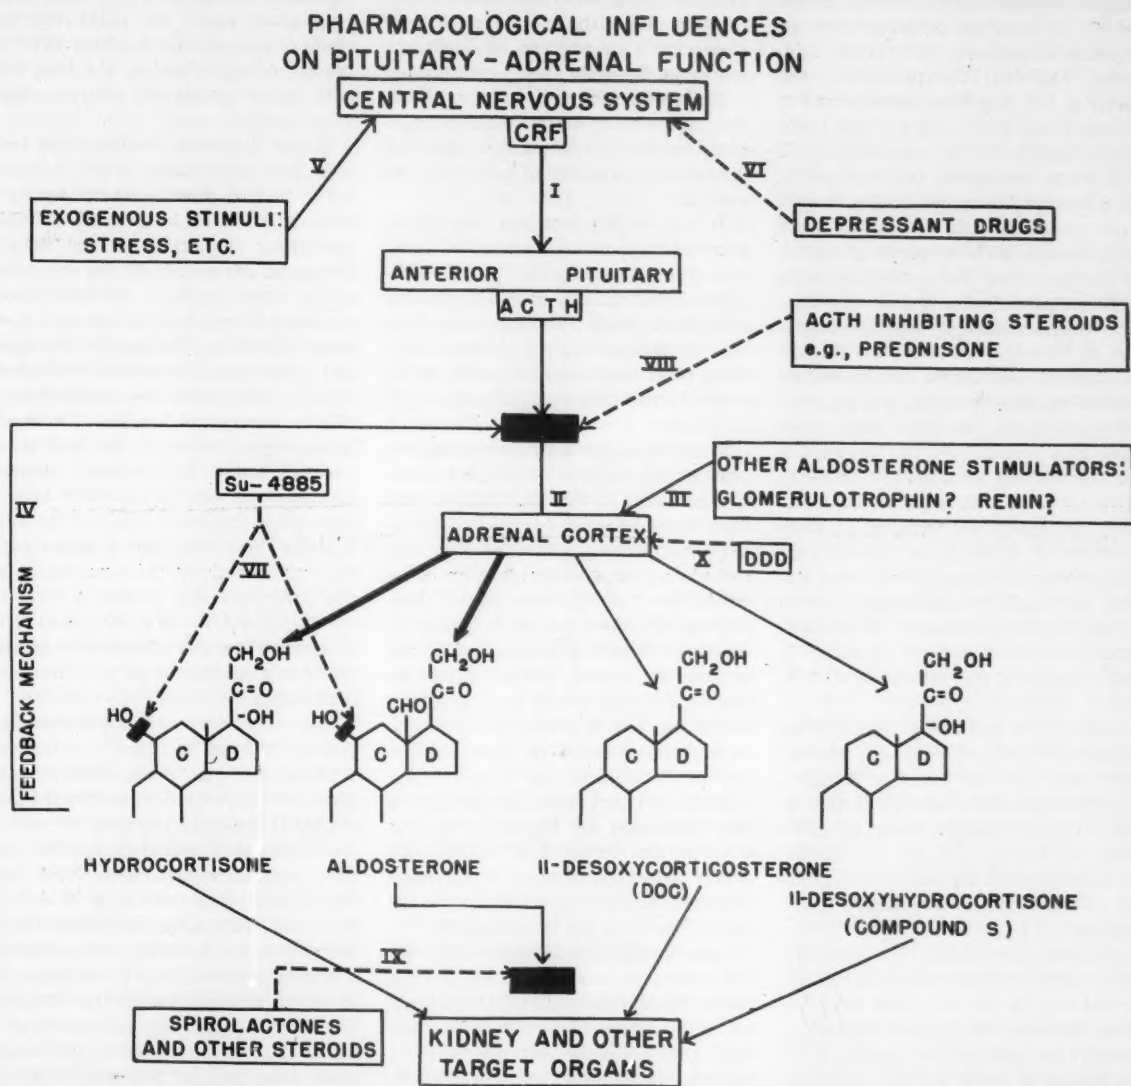 PHARMACOLOGICAL INFLUENCES
ON PITUITARY - ADRENAL FUNCTION
CENTRAL NERVOUS SYSTEM
CRF
V
I
VI
EXOGENOUS STIMULI:
STRESS, ETC.
DEPRESSANT DRUGS
ANTERIOR PITUITARY
ACTH
ACTH INHIBITING STEROIDS
e.g., PREDNISONE
VIII
IV
FEEDBACK MECHANISM
Su-4885
II
III
OTHER ALDOSTERONE STIMULATORS:
GLOMERULOTROPHIN? RENIN?
ADRENAL CORTEX
X
DDD
VII
CH2OH
C=O
HO
-OH
D
CH2OH
C=O
HO
CHO
C
D
CH2OH
C=O
C
D
CH2OH
C=O
-OH
C
D
HYDROCORTISONE
ALDOSTERONE
11-DESOXYCORTICOSTERONE
(DOC)
11-DESOXYHYDROCORTISONE
(COMPOUND S)
IX
SPIROLACTONES
AND OTHER STEROIDS
KIDNEY AND OTHER
TARGET ORGANS